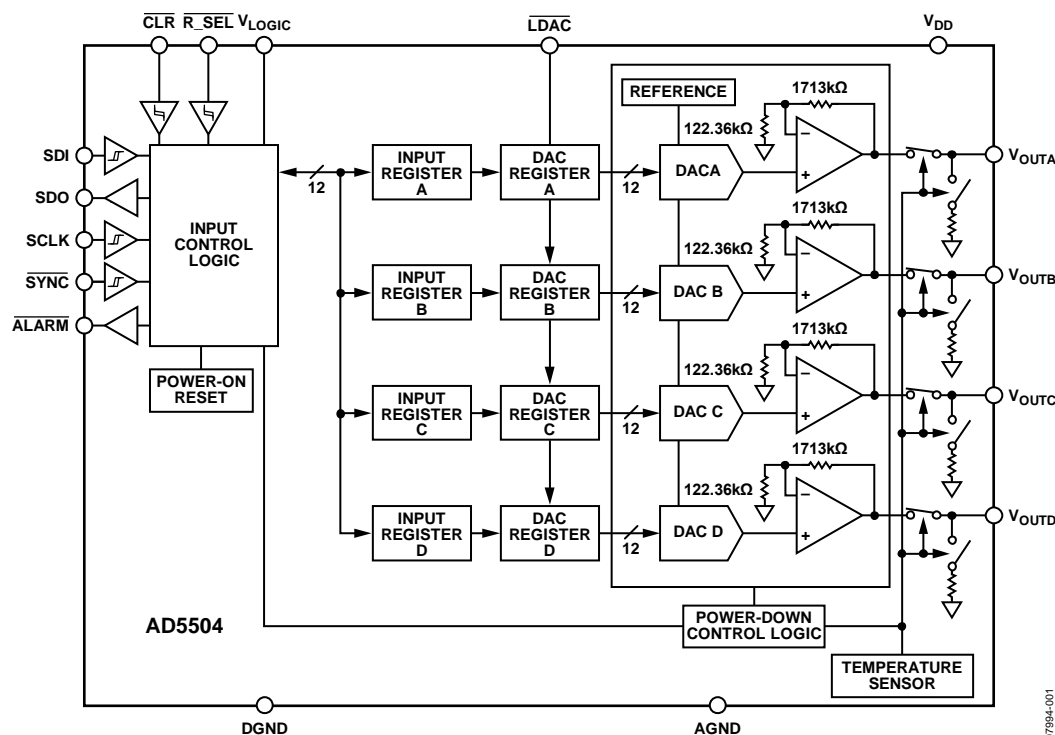 CLR R_SEL VLOGIC LDAC VDD
REFERENCE
1713kΩ
122.36kΩ
SDI
SDO
SCLK
SYNC
ALARM
INPUT
CONTROL
LOGIC
POWER-ON
RESET
12
INPUT
REGISTER
A
DAC
REGISTER
A
12
DACA
VOUTA
1713kΩ
122.36kΩ
INPUT
REGISTER
B
DAC
REGISTER
B
12
DAC B
VOUTB
1713kΩ
122.36kΩ
INPUT
REGISTER
C
DAC
REGISTER
C
12
DAC C
VOUTC
1713kΩ
122.36kΩ
INPUT
REGISTER
D
DAC
REGISTER
D
12
DAC D
VOUTD
AD5504
POWER-DOWN
CONTROL LOGIC
TEMPERATURE
SENSOR
DGND
AGND
07994-001